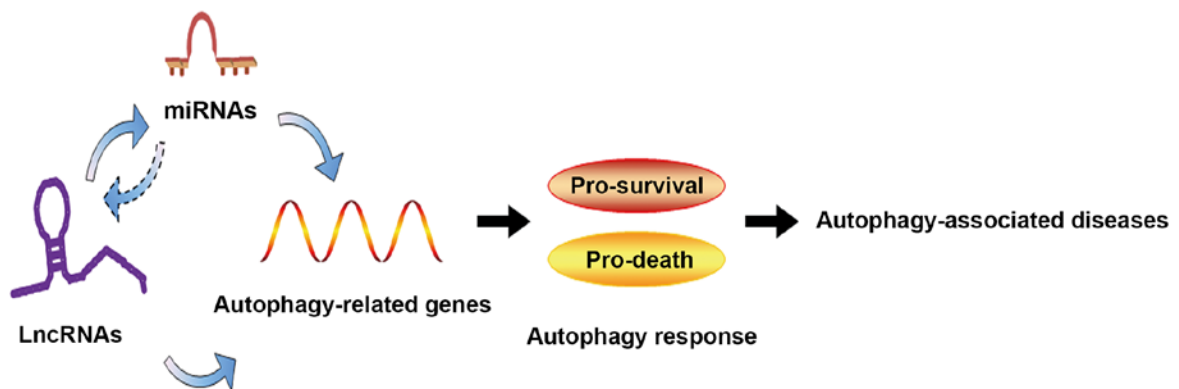 miRNAs
LncRNAs
Autophagy-related genes
Pro-survival
Pro-death
Autophagy response
Autophagy-associated diseases